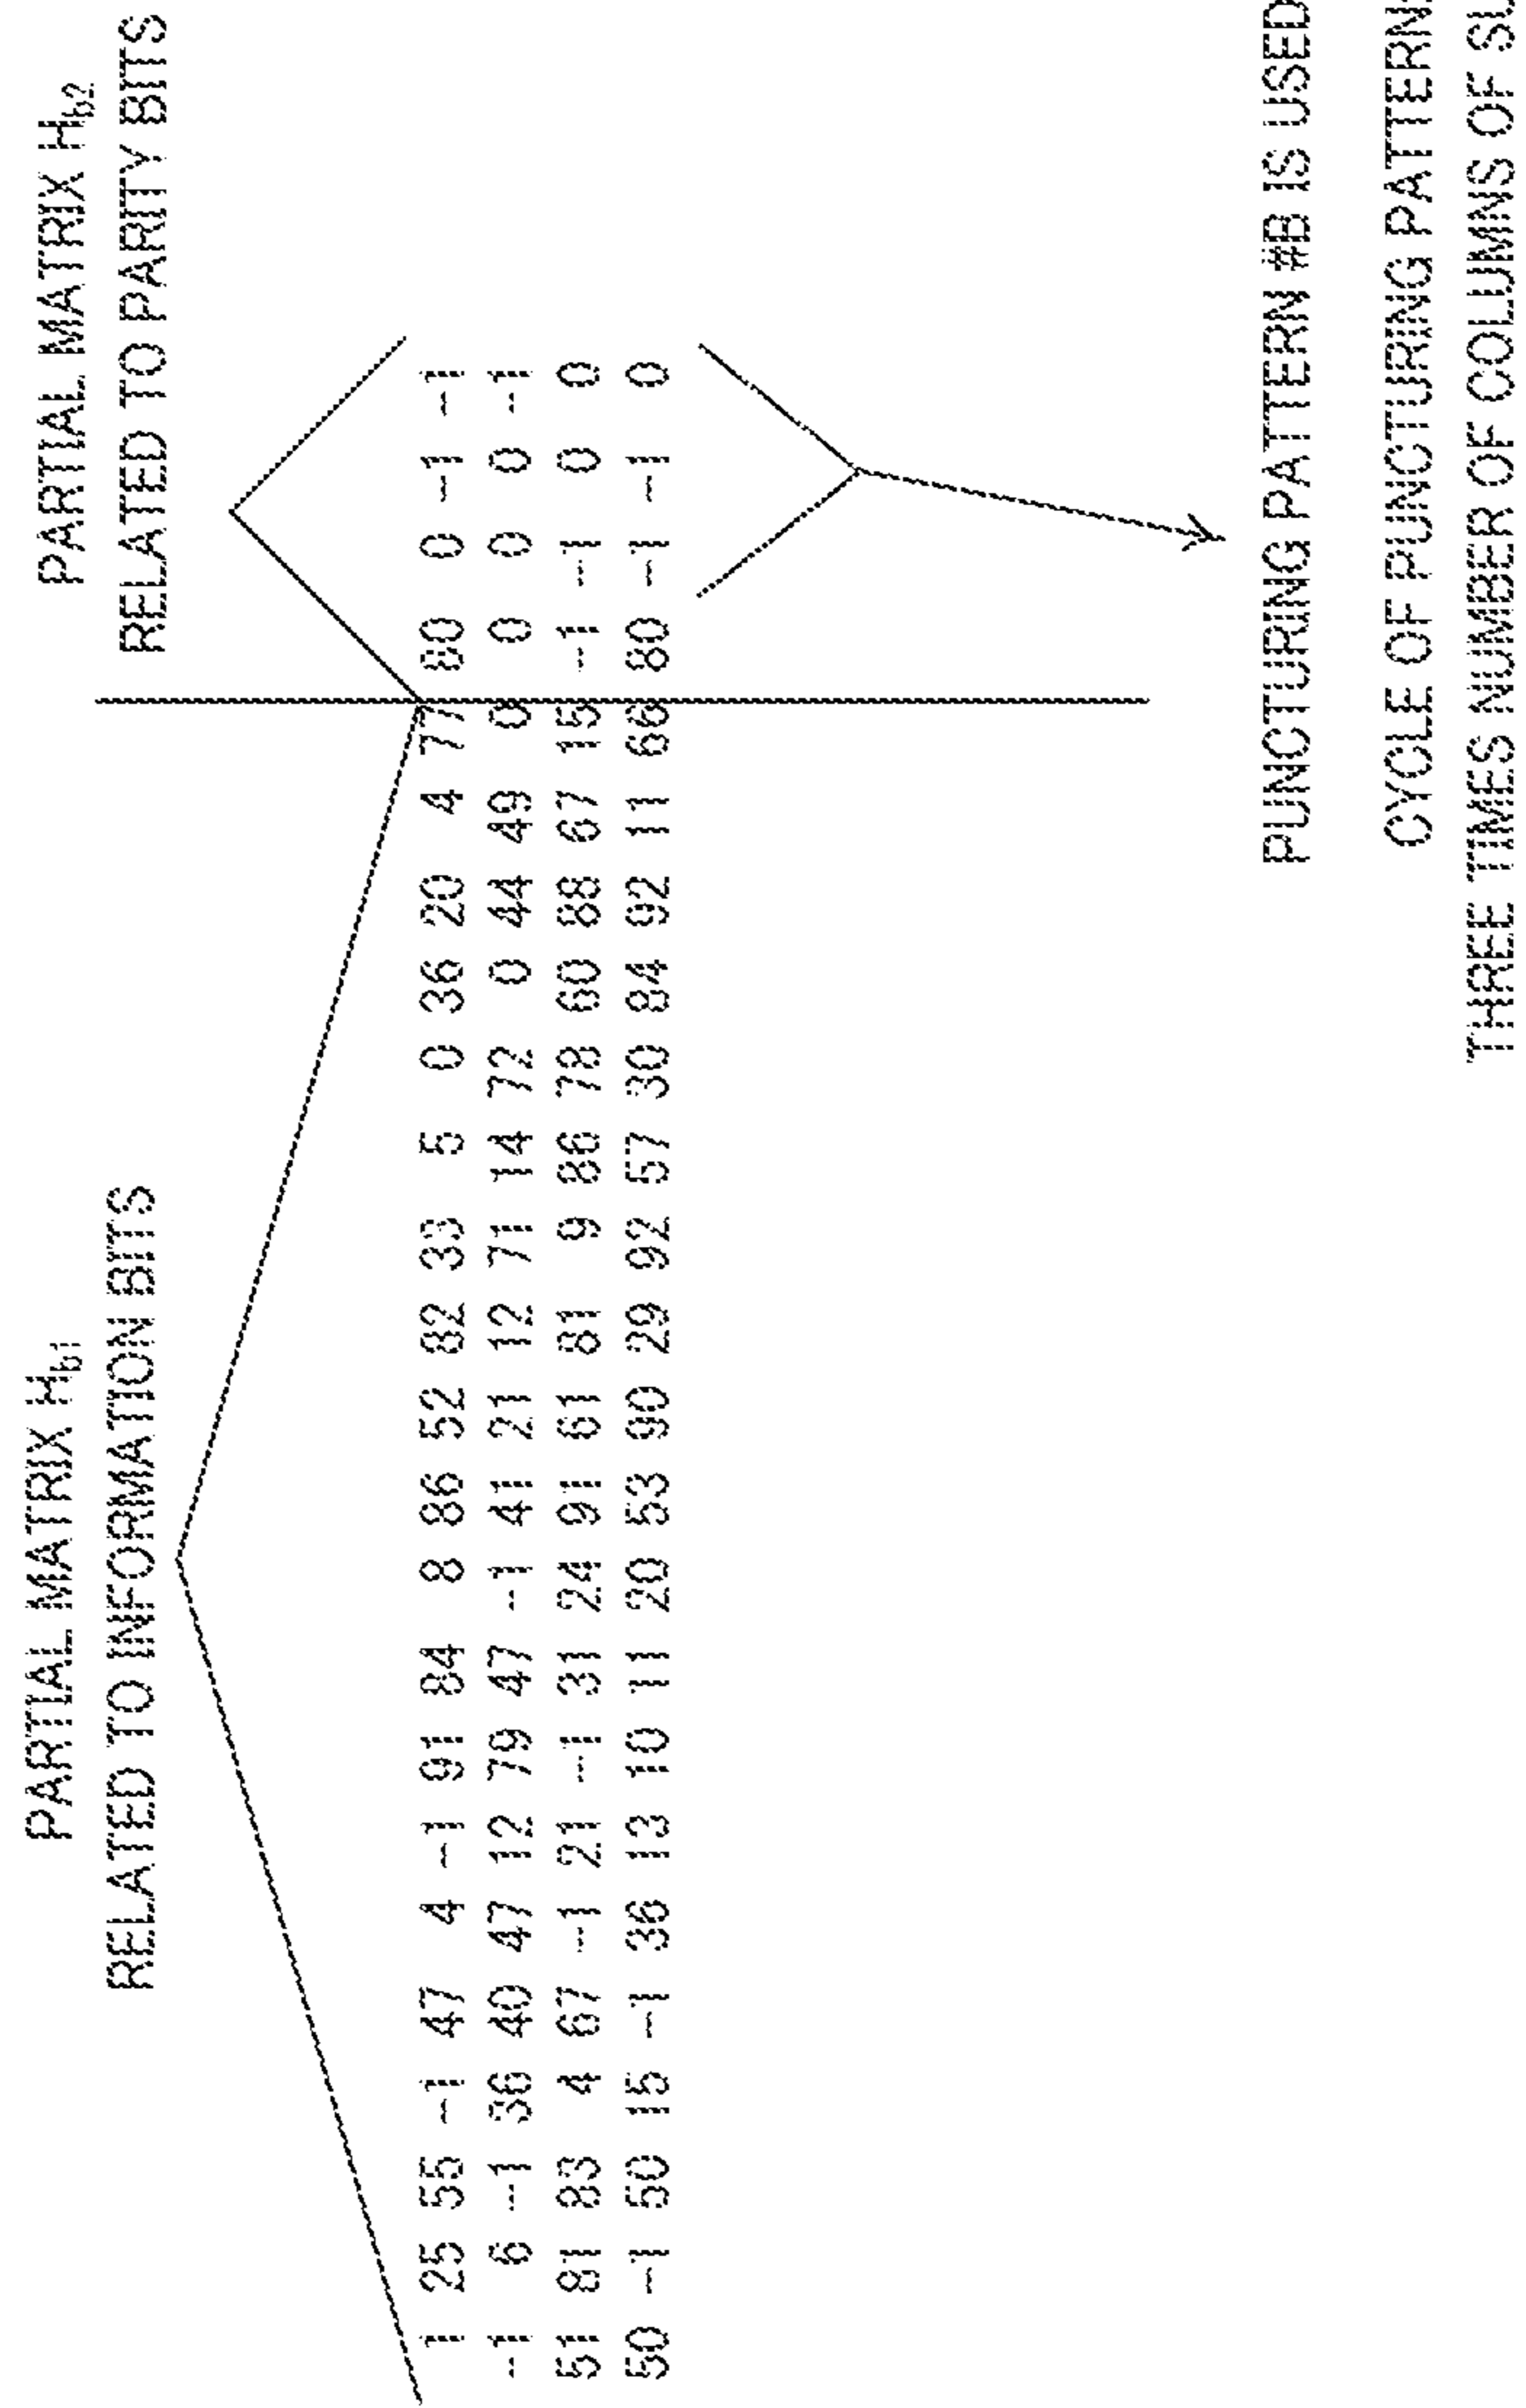 PARTIAL MATRIX Hb1
RELATED TO INFORMATION BITS
PARTIAL MATRIX Hb2
RELATED TO PARITY BITS
1 25 55 -1 47 4 -1 91 84 8 86 52 82 33 5 0 36 20 4 77 80 0 -1 -1
-1 6 -1 36 40 47 12 79 47 -1 41 21 12 71 14 72 0 44 49 0 0 0 0 -1
51 81 83 4 67 -1 21 -1 31 24 91 61 81 9 86 78 60 88 67 15 -1 -1 0 0
50 -1 50 15 -1 36 13 10 11 20 53 90 29 92 57 30 84 92 11 66 80 -1 -1 0
PUNCTURING PATTERN #B IS USED
CYCLE OF PUNCTURING PATTERN
THREE TIMES NUMBER OF COLUMNS OF